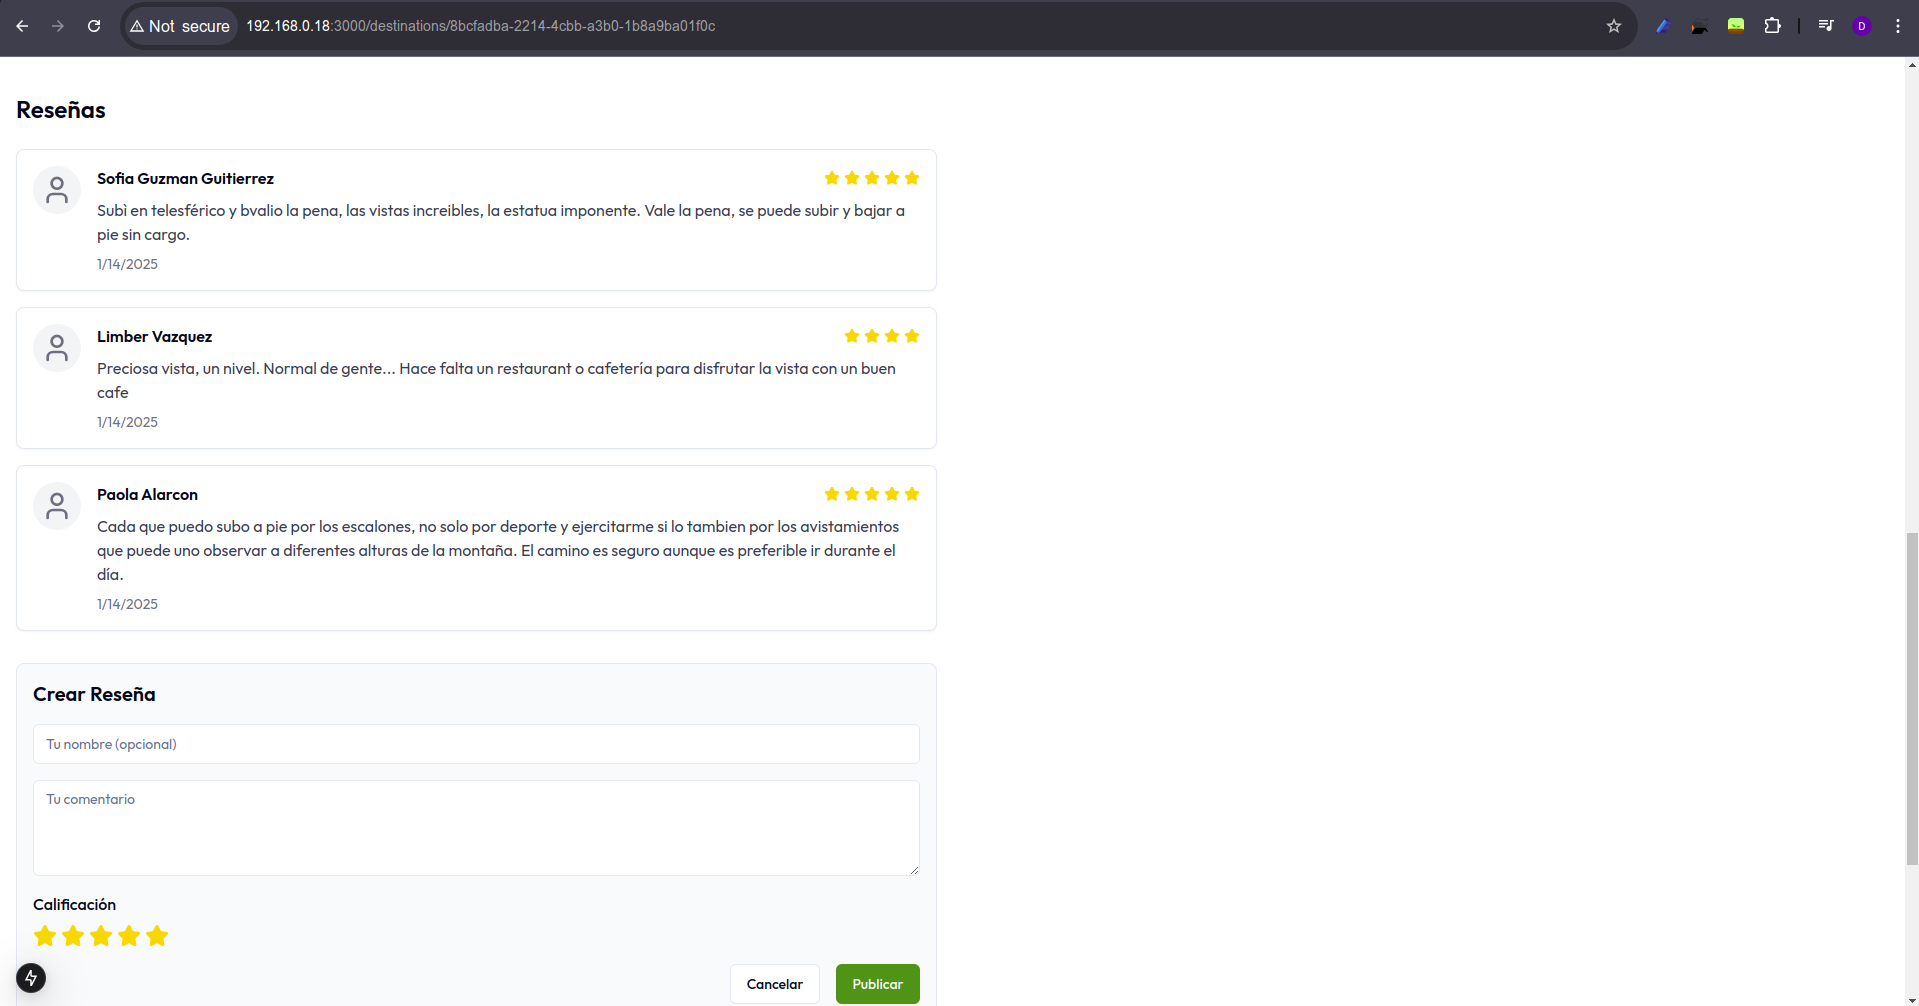 Not secure 192.168.0.18:3000/destinations/8bcfadba-2214-4cbb-a3b0-1b8a9ba01f0c
D
Reseñas
Sofia Guzman Guitierrez
Subì en telesférico y bvalio la pena, las vistas increibles, la estatua imponente. Vale la pena, se puede subir y bajar a
pie sin cargo.
1/14/2025
Limber Vazquez
Preciosa vista, un nivel. Normal de gente... Hace falta un restaurant o cafetería para disfrutar la vista con un buen
cafe
1/14/2025
Paola Alarcon
Cada que puedo subo a pie por los escalones, no solo por deporte y ejercitarme si lo tambien por los avistamientos
que puede uno observar a diferentes alturas de la montaña. El camino es seguro aunque es preferible ir durante el
día.
1/14/2025
Crear Reseña
Tu nombre (opcional)
Tu comentario
Calificación
Cancelar
Publicar